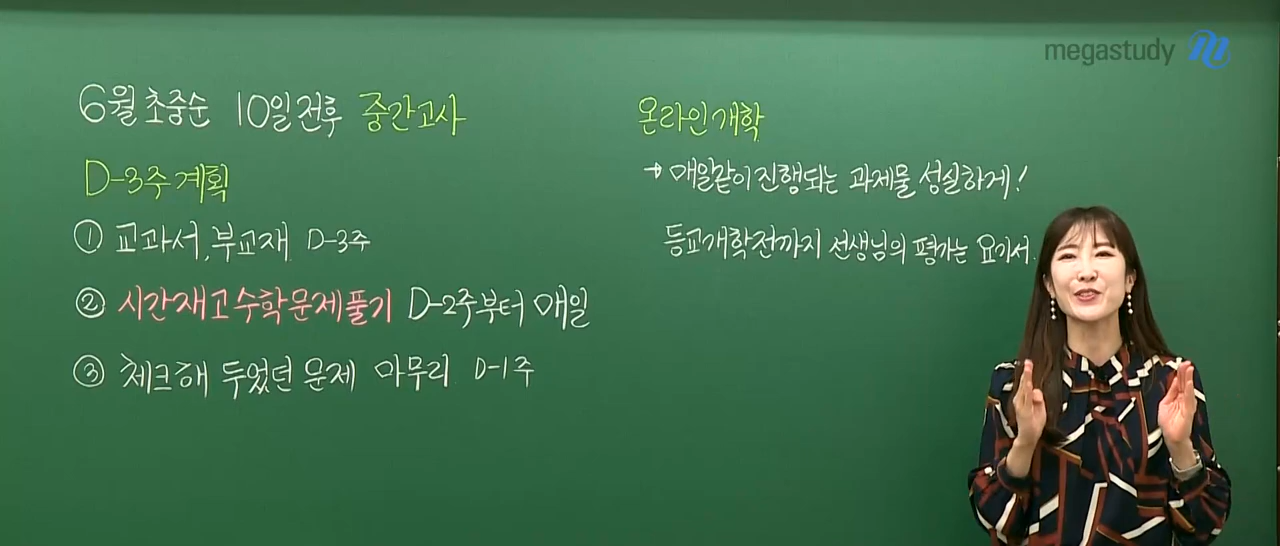 megastudy
6월 초중순 10일 전후 중간고사
D-3주 계획
① 교과서, 부교재 D-3주
② 시간재고 수학문제풀기 D-2주부터 매일
③ 체크해 두었던 문제 마무리 D-1주
온라인개학
→ 매일같이 진행되는 과제물 성실하게!
등교개학전까지 선생님의 평가는 요기서.